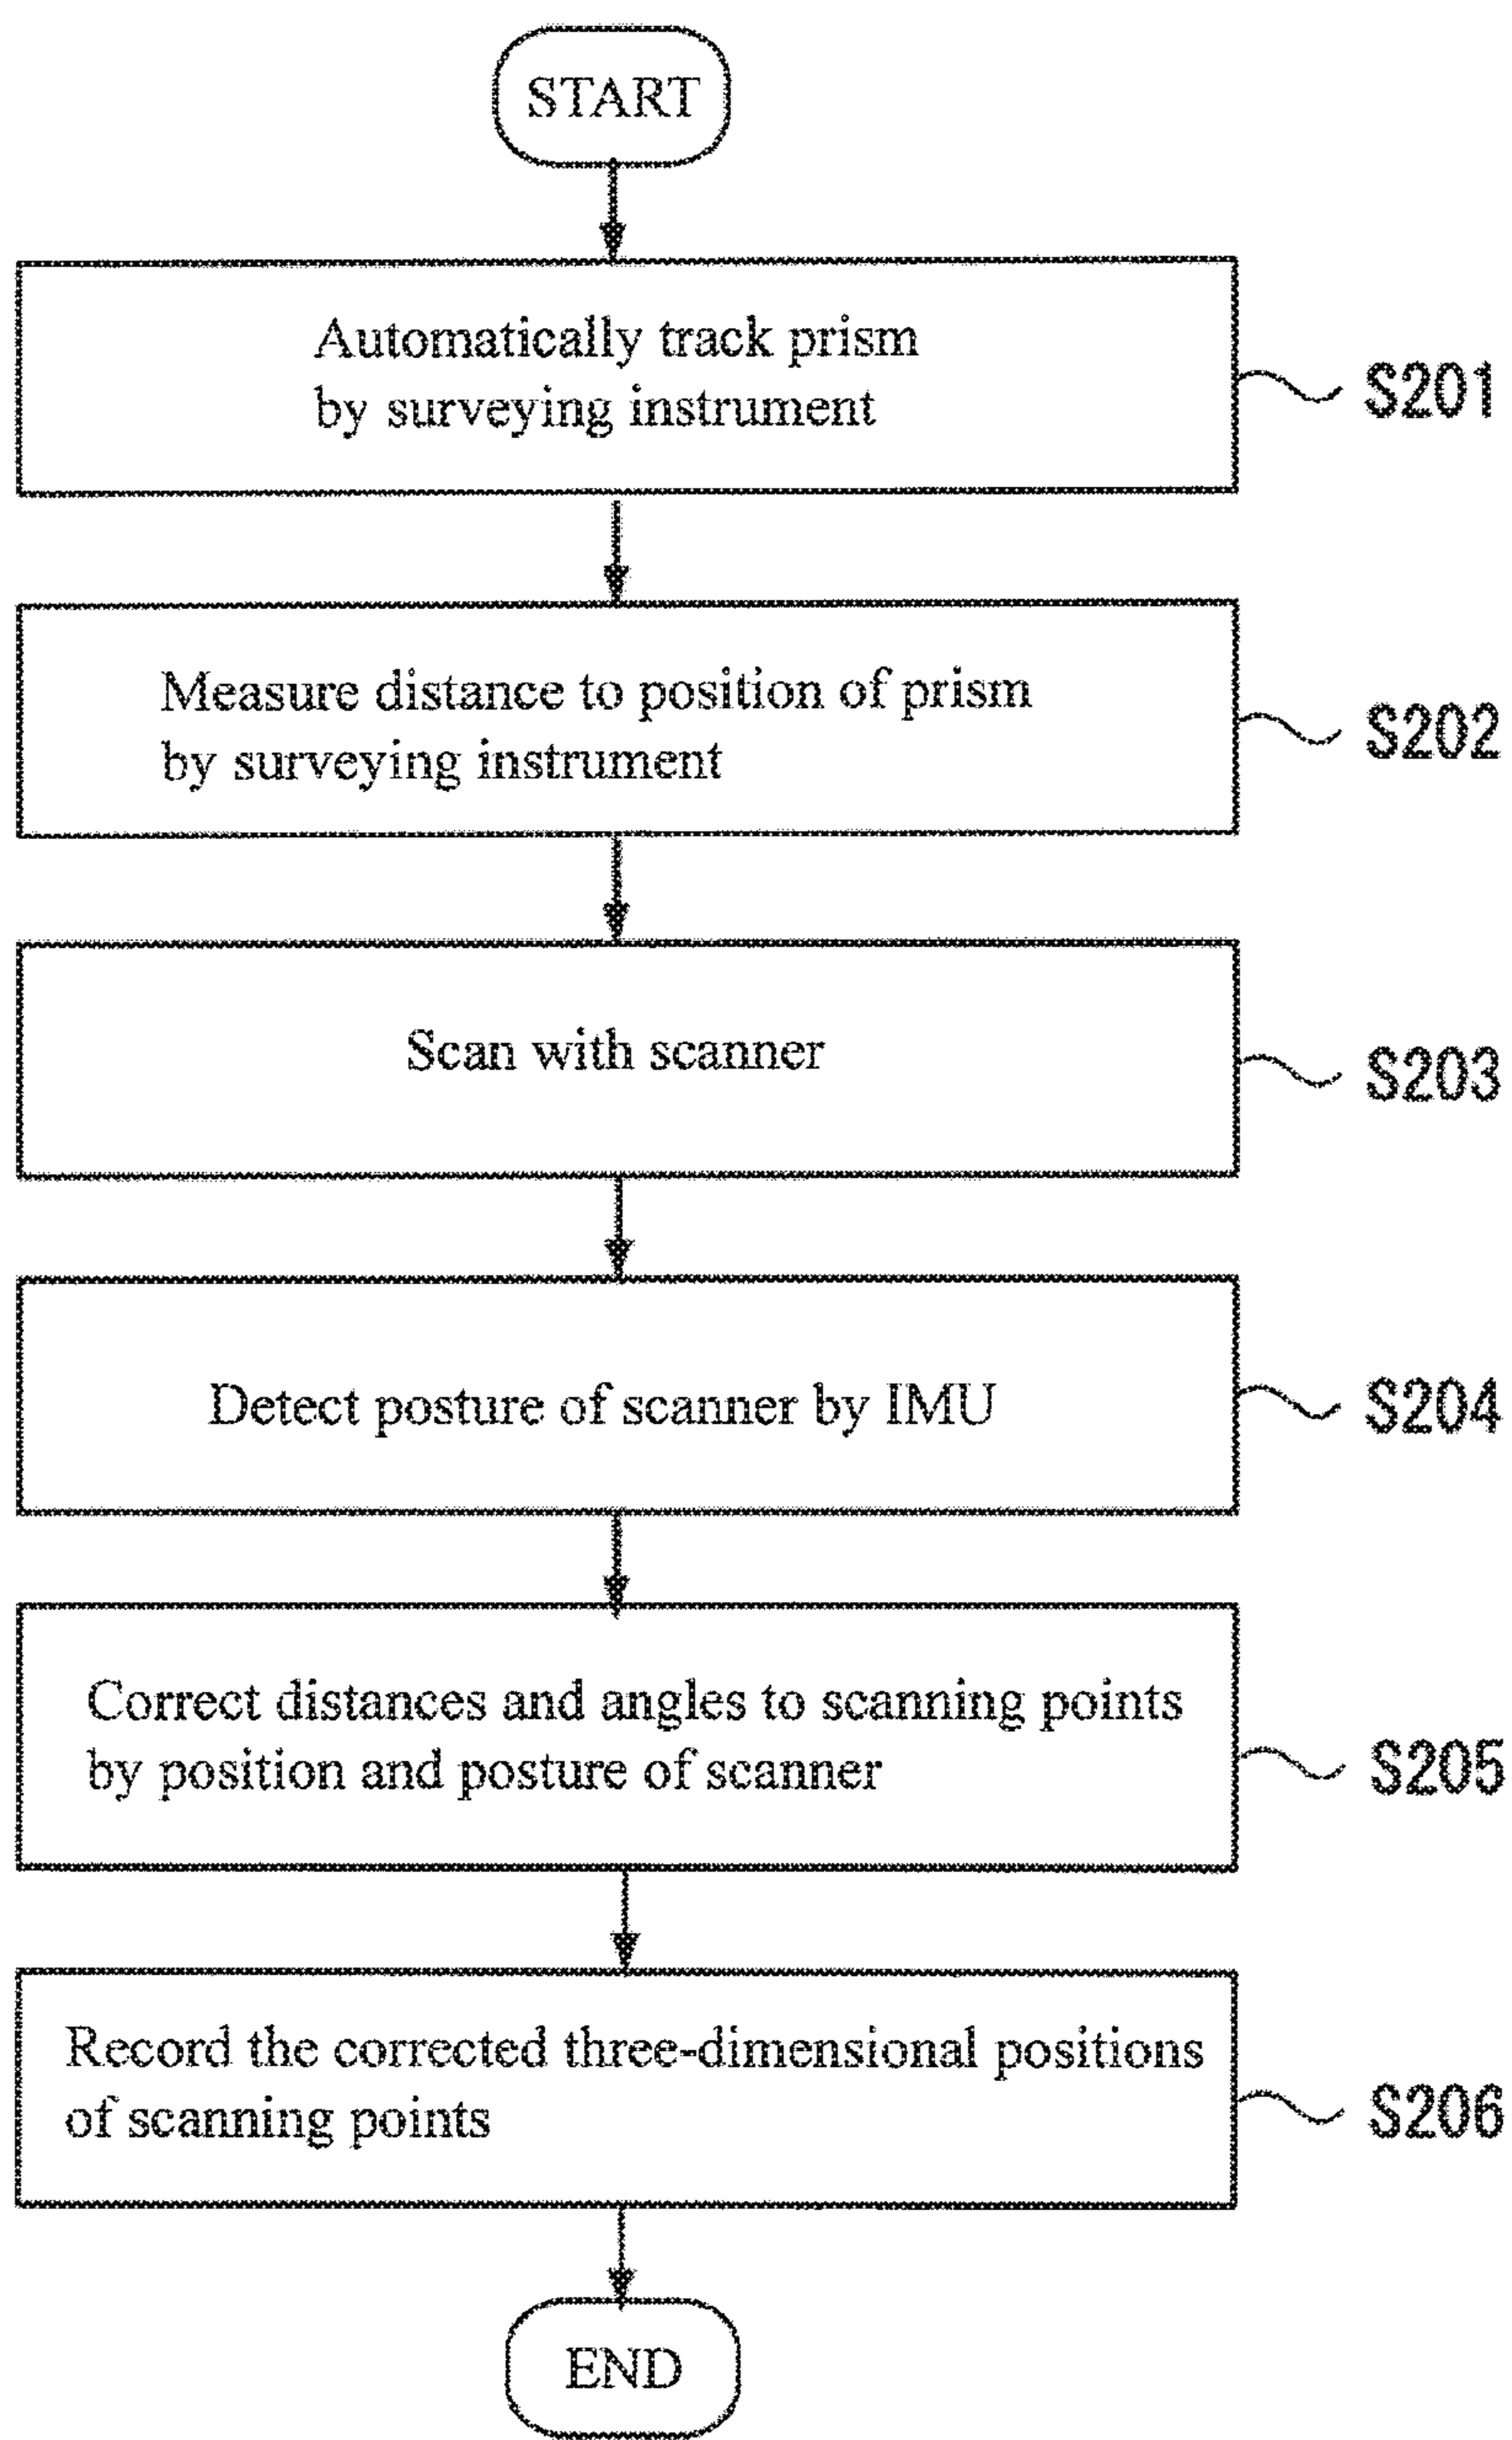 START
Automatically track prism
by surveying instrument
S201
Measure distance to position of prism
by surveying instrument
S202
Scan with scanner
S203
Detect posture of scanner by IMU
S204
Correct distances and angles to scanning points
by position and posture of scanner
S205
Record the corrected three-dimensional positions
of scanning points
S206
END